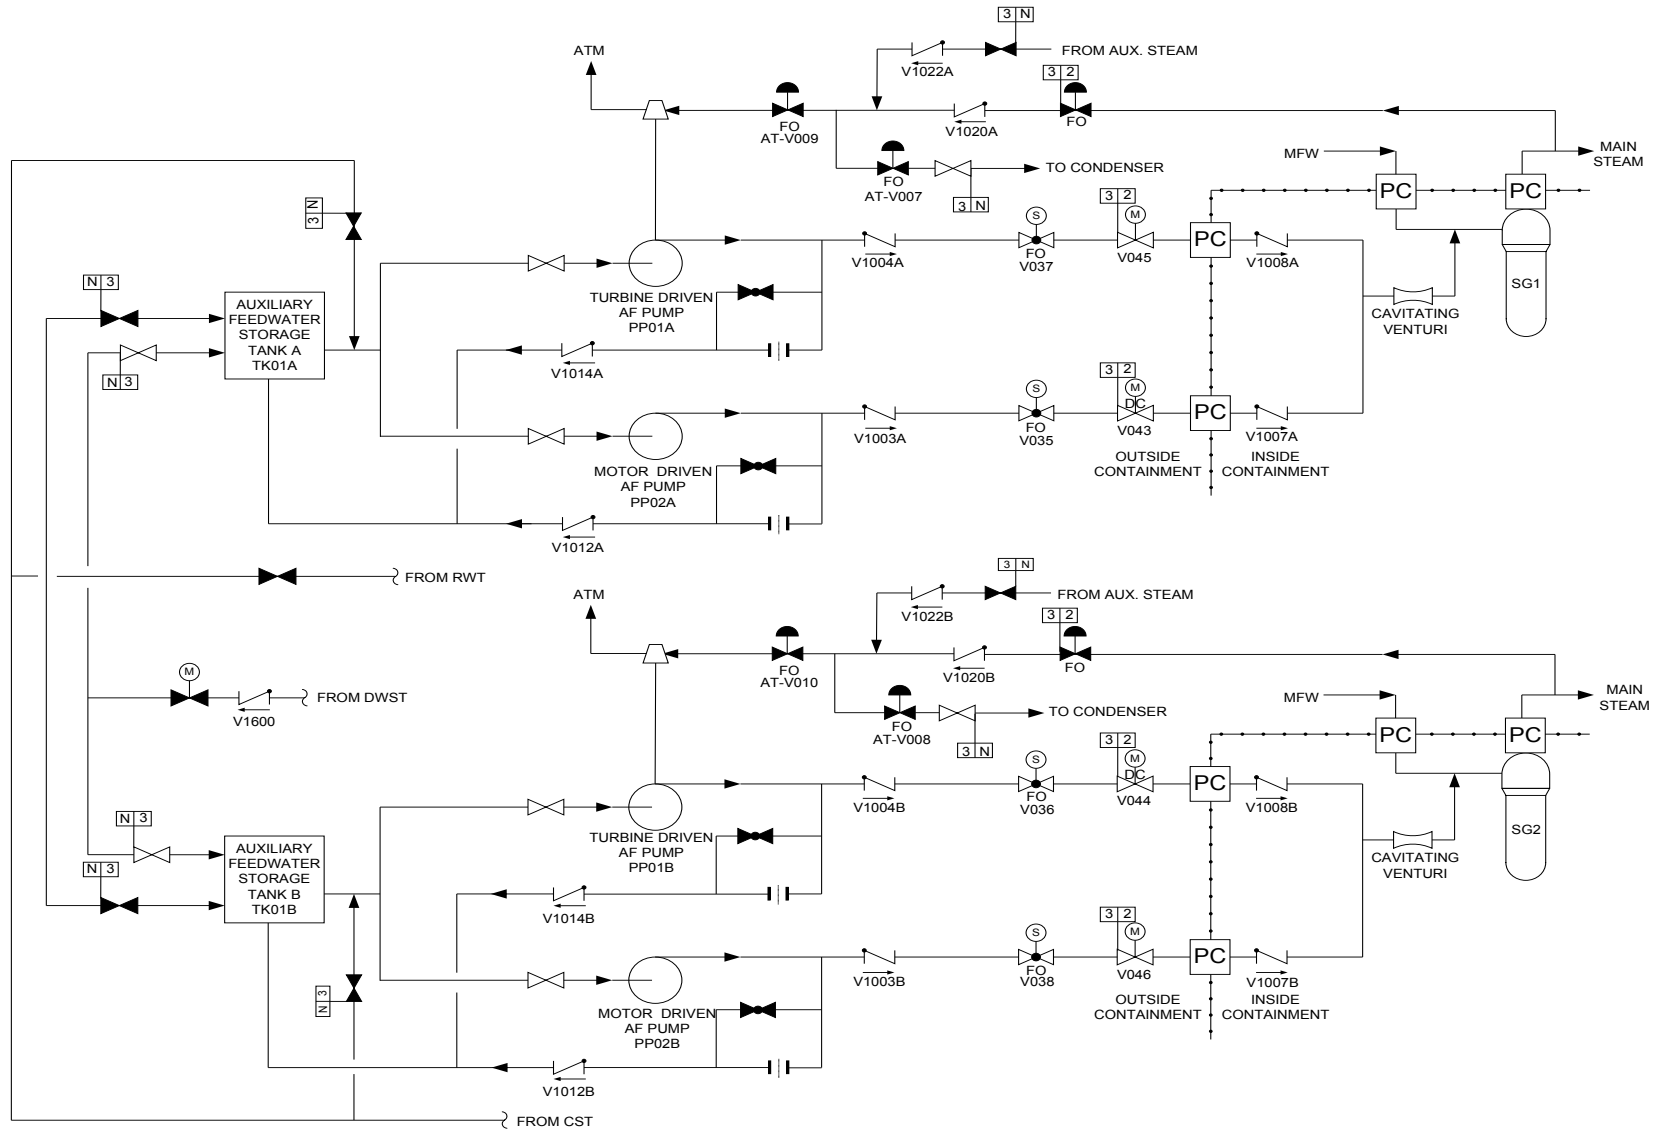 3 N
ATM
FROM AUX. STEAM
V1022A
3 2
FO
AT-V009
V1020A
FO
MFW
MAIN
STEAM
TO CONDENSER
FO
AT-V007
3 N
PC
PC
3 2
3 N
S
M
PC
V1004A
FO
V037
V045
V1008A
N 3
SG1
AUXILIARY
FEEDWATER
STORAGE
TANK A
TK01A
TURBINE DRIVEN
AF PUMP
PP01A
CAVITATING
VENTURI
N 3
V1014A
3 2
S
M
DC
PC
V1003A
FO
V035
V043
V1007A
OUTSIDE
CONTAINMENT
INSIDE
CONTAINMENT
MOTOR DRIVEN
AF PUMP
PP02A
V1012A
FROM RWT
3 N
ATM
FROM AUX. STEAM
V1022B
3 2
FO
AT-V010
V1020B
FO
M
FROM DWST
V1600
MFW
MAIN
STEAM
TO CONDENSER
FO
AT-V008
3 N
PC
PC
3 2
S
M
DC
PC
V1004B
FO
V036
V044
V1008B
N 3
SG2
AUXILIARY
FEEDWATER
STORAGE
TANK B
TK01B
TURBINE DRIVEN
AF PUMP
PP01B
CAVITATING
VENTURI
N 3
V1014B
3 2
S
M
PC
V1003B
FO
V038
V046
V1007B
N 3
OUTSIDE
CONTAINMENT
INSIDE
CONTAINMENT
MOTOR DRIVEN
AF PUMP
PP02B
V1012B
FROM CST